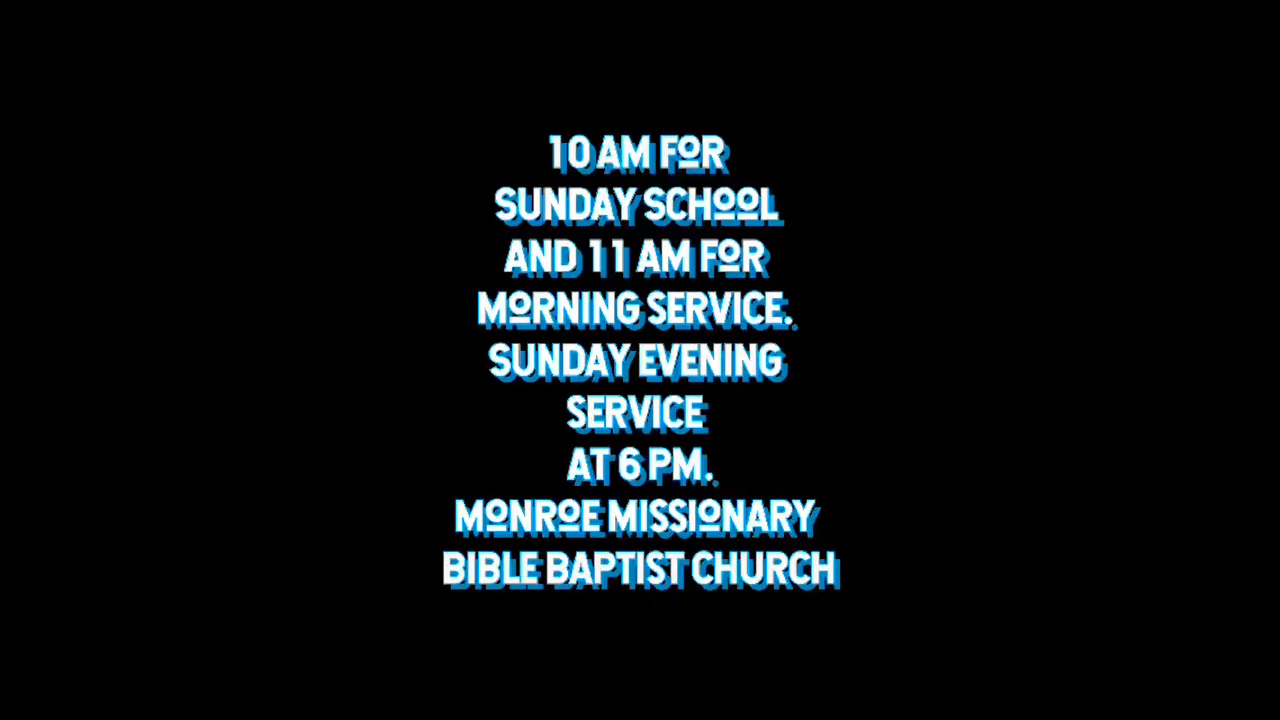 10 AM FOR
SUNDAY SCHOOL
AND 11 AM FOR
MORNING SERVICE.
SUNDAY EVENING
SERVICE
AT 6 PM.
MONROE MISSIONARY
BIBLE BAPTIST CHURCH